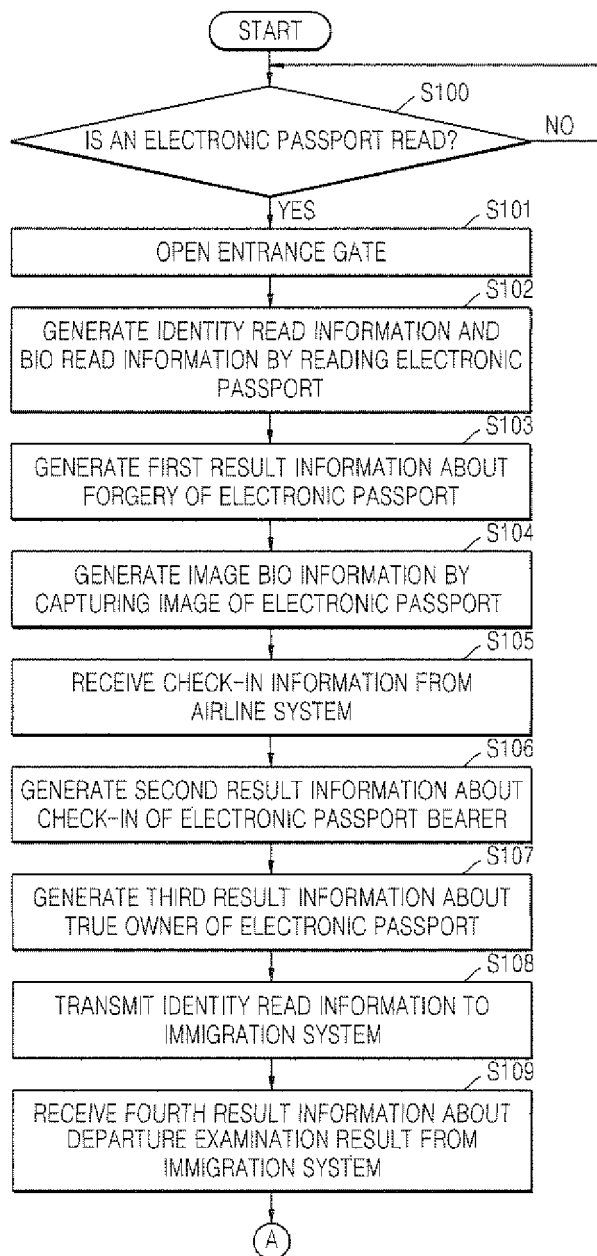 START
S100
IS AN ELECTRONIC PASSPORT READ?
NO
YES
S101
OPEN ENTRANCE GATE
S102
GENERATE IDENTITY READ INFORMATION AND
BIO READ INFORMATION BY READING ELECTRONIC
PASSPORT
S103
GENERATE FIRST RESULT INFORMATION ABOUT
FORGERY OF ELECTRONIC PASSPORT
S104
GENERATE IMAGE BIO INFORMATION BY
CAPTURING IMAGE OF ELECTRONIC PASSPORT
S105
RECEIVE CHECK-IN INFORMATION FROM
AIRLINE SYSTEM
S106
GENERATE SECOND RESULT INFORMATION ABOUT
CHECK-IN OF ELECTRONIC PASSPORT BEARER
S107
GENERATE THIRD RESULT INFORMATION ABOUT
TRUE OWNER OF ELECTRONIC PASSPORT
S108
TRANSMIT IDENTITY READ INFORMATION TO
IMMIGRATION SYSTEM
S109
RECEIVE FOURTH RESULT INFORMATION ABOUT
DEPARTURE EXAMINATION RESULT FROM
IMMIGRATION SYSTEM
A